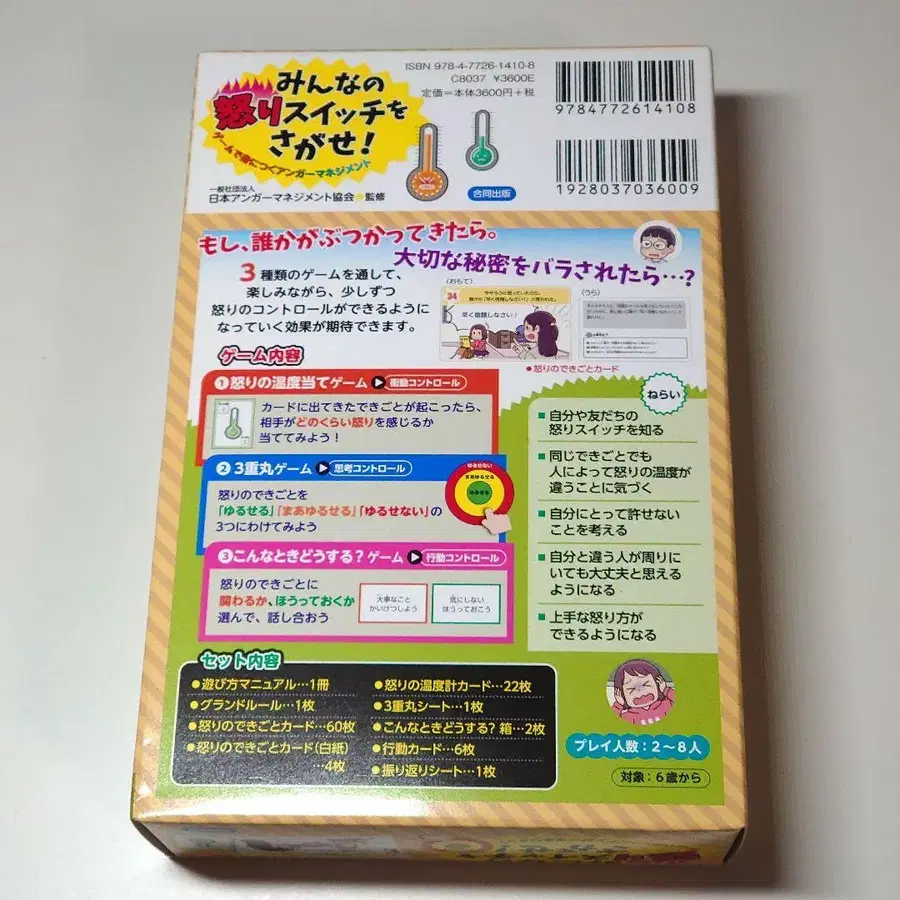 みんなの
怒りスイッチを
さがせ！
ゲームで身につくアンガーマネジメント
一般社団法人
日本アンガーマネジメント協会 監修
ISBN 978-4-7726-1410-8
C8037 ¥3600E
定価＝本体3600円＋税
合同出版
9784772614108
1928037036009
もし、誰かがぶつかってきたら。
大切な秘密をバラされたら…？
3種類のゲームを通して、
楽しみながら、少しずつ
怒りのコントロールができるように
なっていく効果が期待できます。
（おもて）
34
早く宿題しなさい！
（うら）
●怒りのできごとカード
ゲーム内容
①怒りの温度当てゲーム ▶衝動コントロール
カードに出てきたできごとが起こったら、
相手がどのくらい怒りを感じるか
当ててみよう！
②3重丸ゲーム ▶思考コントロール
怒りのできごとを
「ゆるせる」「まあゆるせる」「ゆるせない」の
3つにわけてみよう
ゆるせない
まあゆるせる
ゆるせる
③こんなときどうする？ゲーム ▶行動コントロール
怒りのできごとに
関わるか、ほうっておくか
選んで、話し合おう
大事なこと
かいけつしよう
気にしない
ほうっておこう
ねらい
■自分や友だちの
怒りスイッチを知る
■同じできごとでも
人によって怒りの温度が
違うことに気づく
■自分にとって許せない
ことを考える
■自分と違う人が周りに
いても大丈夫と思える
ようになる
■上手な怒り方が
できるようになる
セット内容
●遊び方マニュアル…1冊
●グランドルール…1枚
●怒りのできごとカード…60枚
●怒りのできごとカード（白紙）
…4枚
●怒りの温度計カード…22枚
●3重丸シート…1枚
●こんなときどうする？箱…2枚
●行動カード…6枚
●振り返りシート…1枚
プレイ人数：2〜8人
対象：6歳から